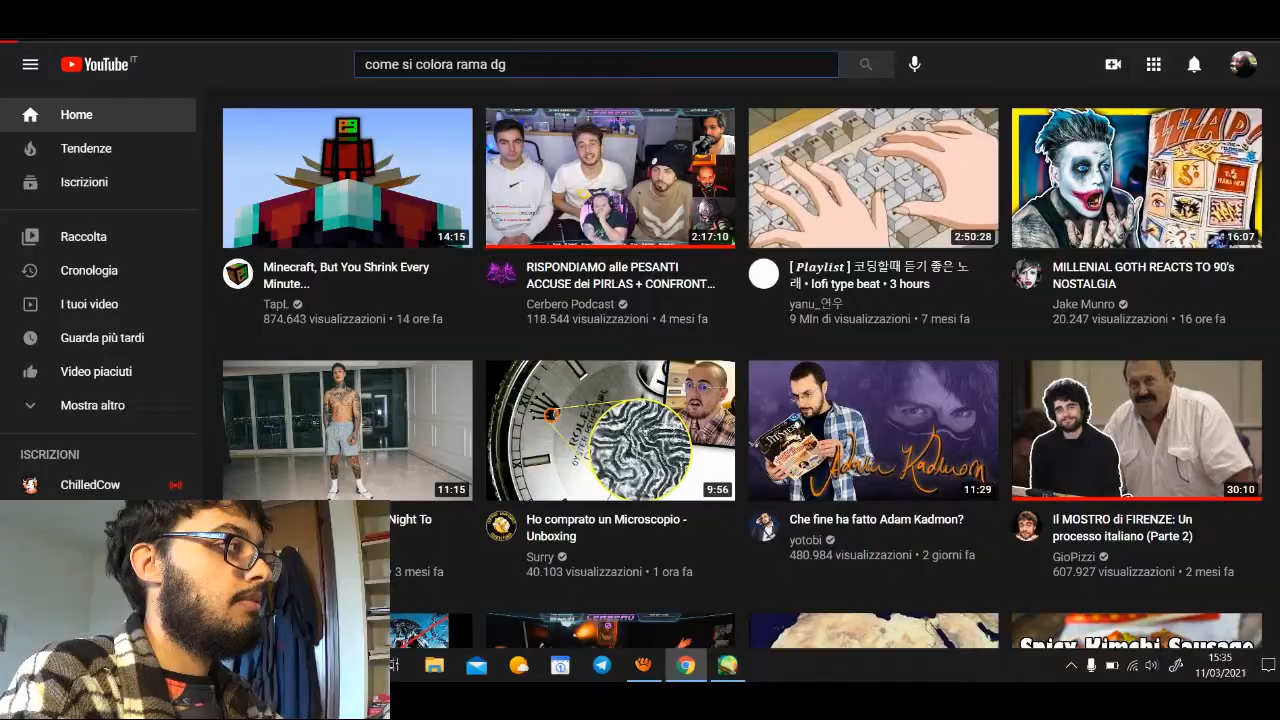 YouTube IT
come si colora rama dg
Home
Tendenze
Iscrizioni
Raccolta
Cronologia
I tuoi video
Guarda più tardi
Video piaciuti
Mostra altro
ISCRIZIONI
ChilledCow
14:15
Minecraft, But You Shrink Every
Minute...
TapL
874.643 visualizzazioni • 14 ore fa
2:17:10
RISPONDIAMO alle PESANTI
ACCUSE dei PIRLAS + CONFRONT...
Cerbero Podcast
118.544 visualizzazioni • 4 mesi fa
2:50:28
[ Playlist ] 코딩할때 듣기 좋은 노
래 • lofi type beat • 3 hours
yanu_연우
9 Mln di visualizzazioni • 7 mesi fa
16:07
MILLENIAL GOTH REACTS TO 90's
NOSTALGIA
Jake Munro
20.247 visualizzazioni • 16 ore fa
11:15
Night To
3 mesi fa
ROLEX
9:56
Ho comprato un Microscopio -
Unboxing
Surry
40.103 visualizzazioni • 1 ora fa
Adam Kadmon
11:29
Che fine ha fatto Adam Kadmon?
yotobi
480.984 visualizzazioni • 2 giorni fa
30:10
Il MOSTRO di FIRENZE: Un
processo italiano (Parte 2)
GioPizzi
607.927 visualizzazioni • 2 mesi fa
Spicy Kimchi Sausage
15:35
11/03/2021